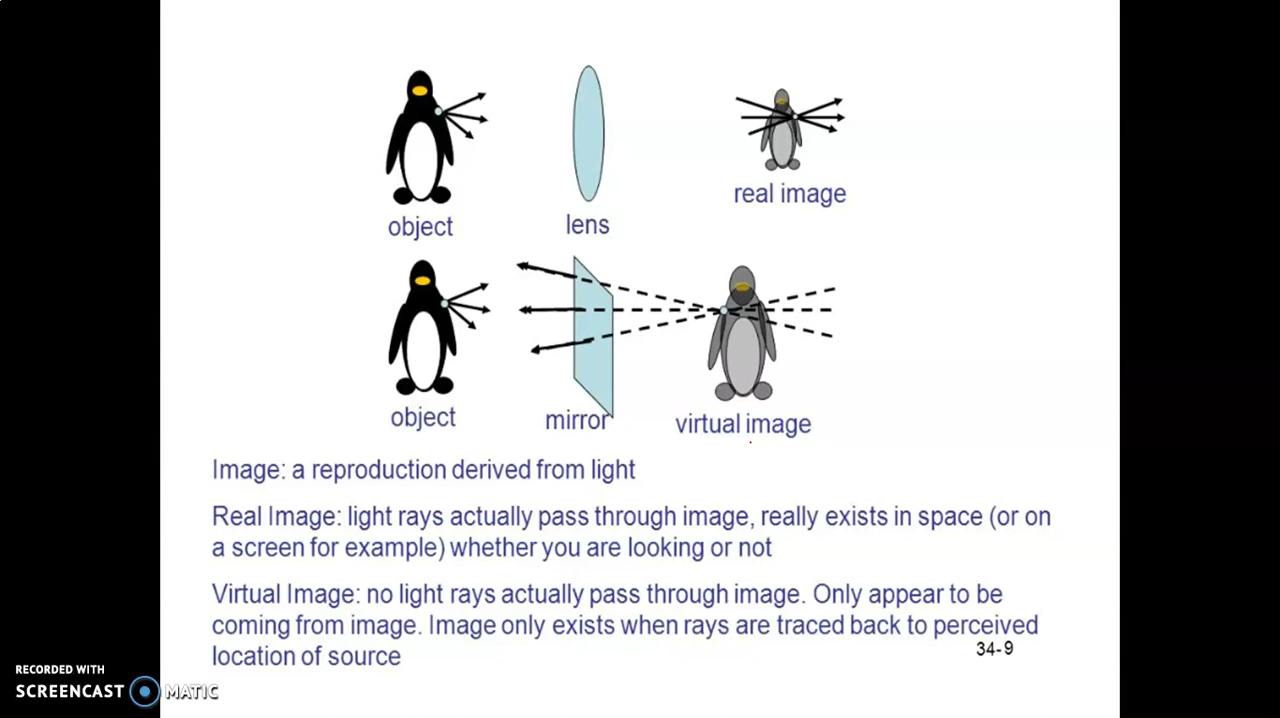 object
lens
real image
object
mirror
virtual image
Image: a reproduction derived from light
Real Image: light rays actually pass through image, really exists in space (or on
a screen for example) whether you are looking or not
Virtual Image: no light rays actually pass through image. Only appear to be
coming from image. Image only exists when rays are traced back to perceived
location of source
34-9
RECORDED WITH
SCREENCAST MATIC